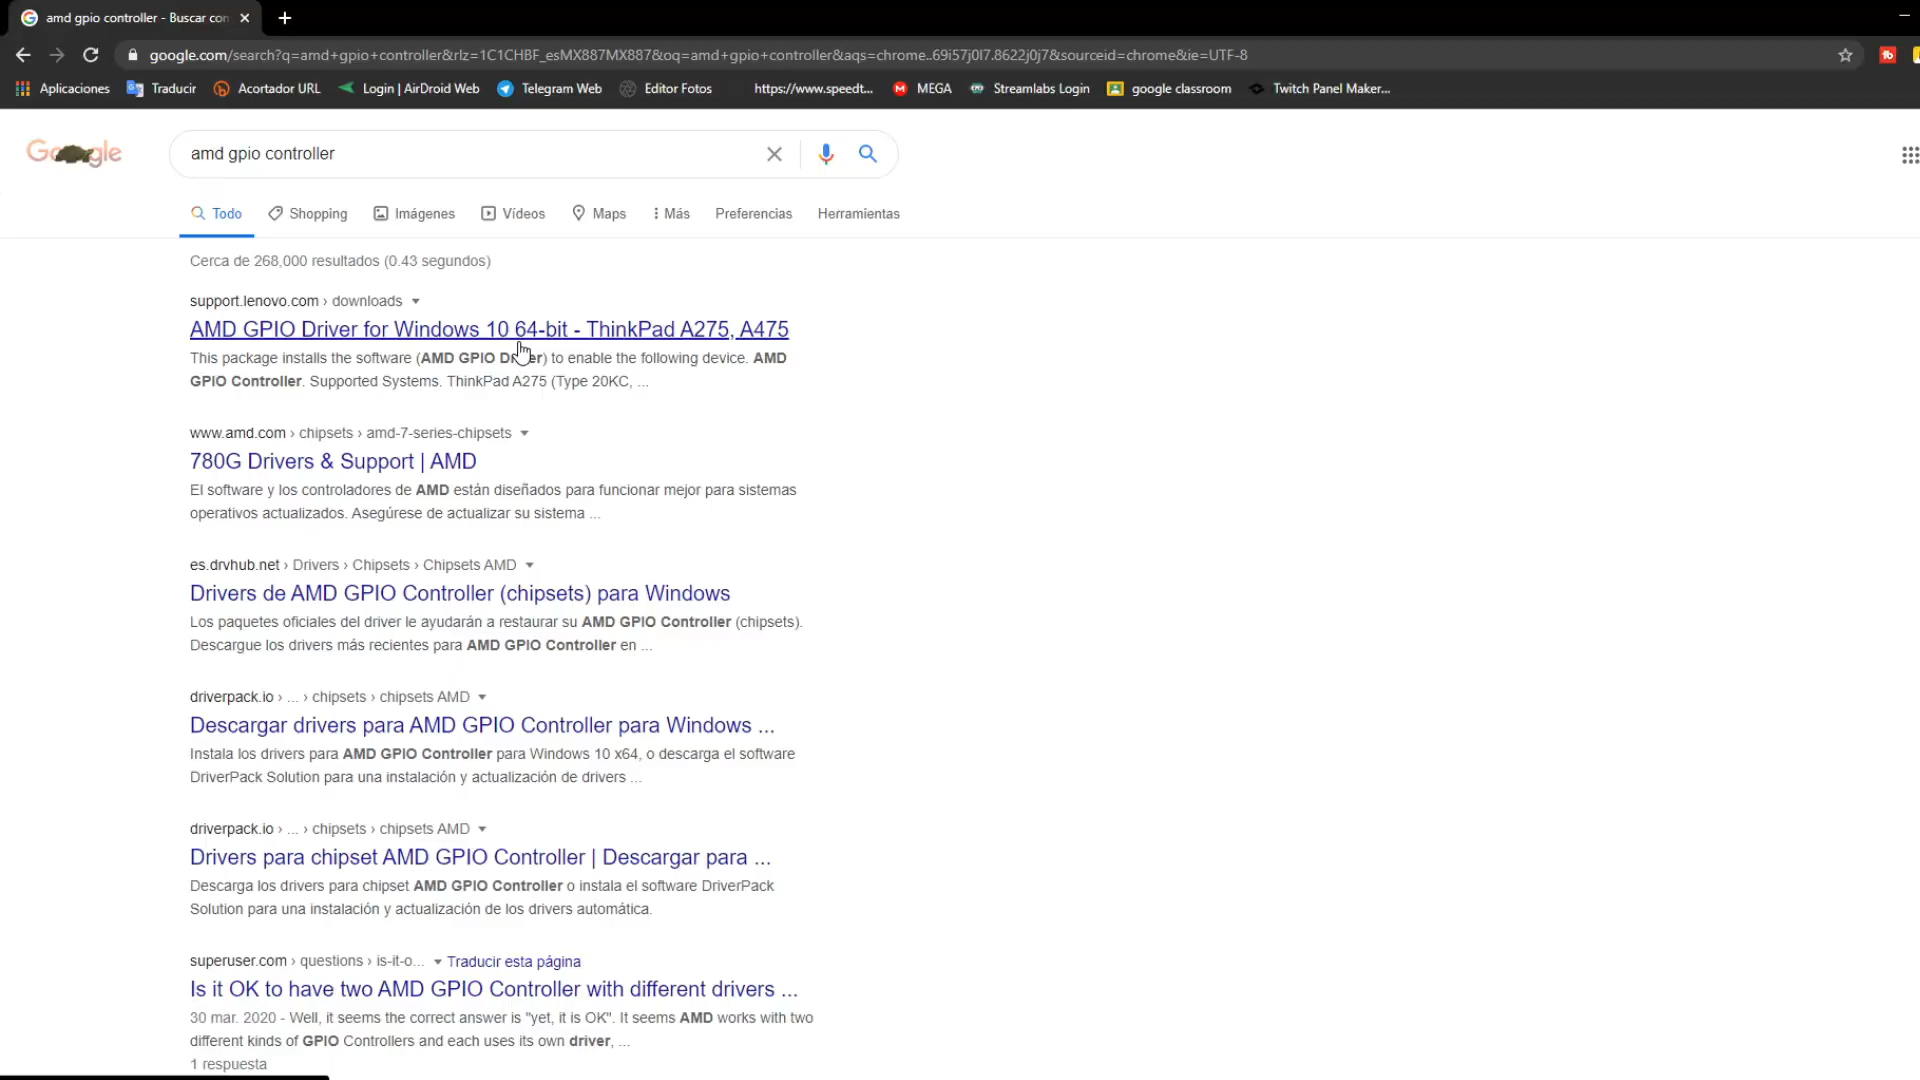 amd gpio controller - Buscar con
google.com/search?q=amd+gpio+controller&rlz=1C1CHBF_esMX887MX887&oq=amd+gpio+controller&aqs=chrome..69i57j0l7.8622j0j7&sourceid=chrome&ie=UTF-8
Aplicaciones Traducir Acortador URL Login | AirDroid Web Telegram Web Editor Fotos https://www.speedt... MEGA Streamlabs Login google classroom Twitch Panel Maker...
Google amd gpio controller
Todo Shopping Imágenes Vídeos Maps Más Preferencias Herramientas
Cerca de 268,000 resultados (0.43 segundos)
support.lenovo.com › downloads
AMD GPIO Driver for Windows 10 64-bit - ThinkPad A275, A475
This package installs the software (AMD GPIO Driver) to enable the following device. AMD
GPIO Controller. Supported Systems. ThinkPad A275 (Type 20KC, ...
www.amd.com › chipsets › amd-7-series-chipsets
780G Drivers & Support | AMD
El software y los controladores de AMD están diseñados para funcionar mejor para sistemas
operativos actualizados. Asegúrese de actualizar su sistema ...
es.drvhub.net › Drivers › Chipsets › Chipsets AMD
Drivers de AMD GPIO Controller (chipsets) para Windows
Los paquetes oficiales del driver le ayudarán a restaurar su AMD GPIO Controller (chipsets).
Descargue los drivers más recientes para AMD GPIO Controller en ...
driverpack.io › ... › chipsets › chipsets AMD
Descargar drivers para AMD GPIO Controller para Windows ...
Instala los drivers para AMD GPIO Controller para Windows 10 x64, o descarga el software
DriverPack Solution para una instalación y actualización de drivers ...
driverpack.io › ... › chipsets › chipsets AMD
Drivers para chipset AMD GPIO Controller | Descargar para ...
Descarga los drivers para chipset AMD GPIO Controller o instala el software DriverPack
Solution para una instalación y actualización de los drivers automática.
superuser.com › questions › is-it-o... Traducir esta página
Is it OK to have two AMD GPIO Controller with different drivers ...
30 mar. 2020 - Well, it seems the correct answer is "yet, it is OK". It seems AMD works with two
different kinds of GPIO Controllers and each uses its own driver, ...
1 respuesta